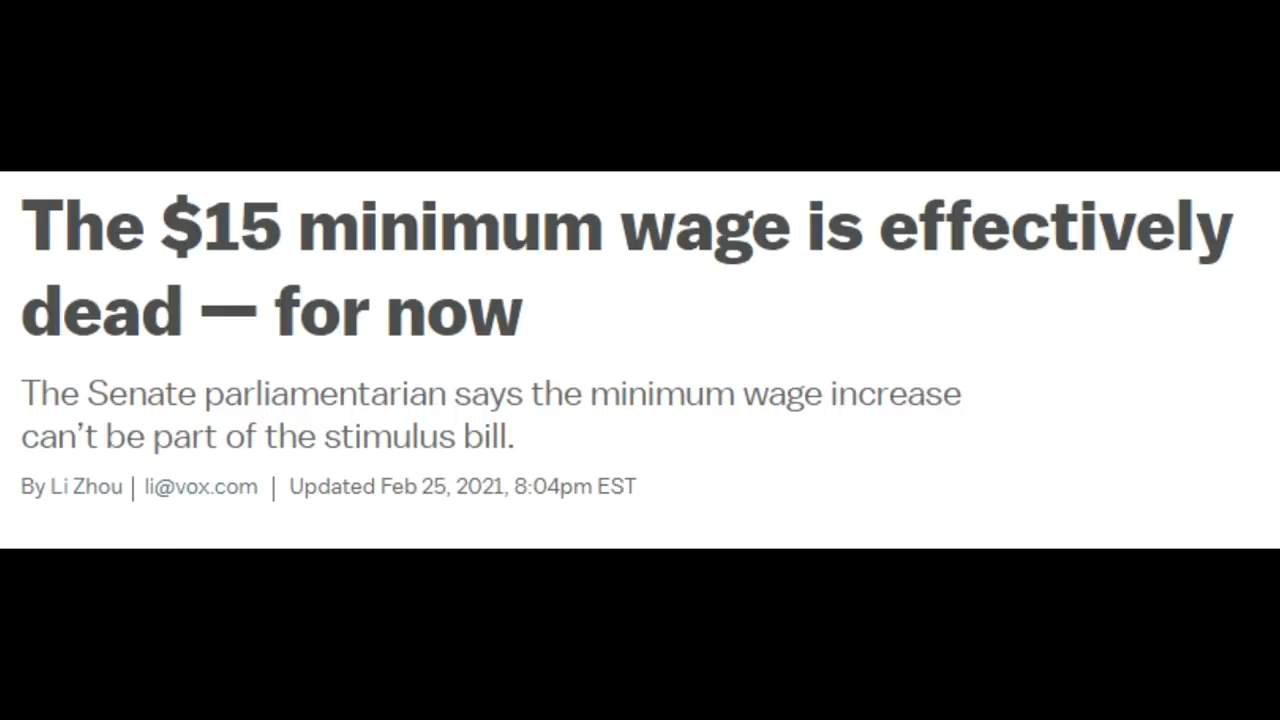 The $15 minimum wage is effectively
dead — for now
The Senate parliamentarian says the minimum wage increase
can’t be part of the stimulus bill.
By Li Zhou | li@vox.com | Updated Feb 25, 2021, 8:04pm EST